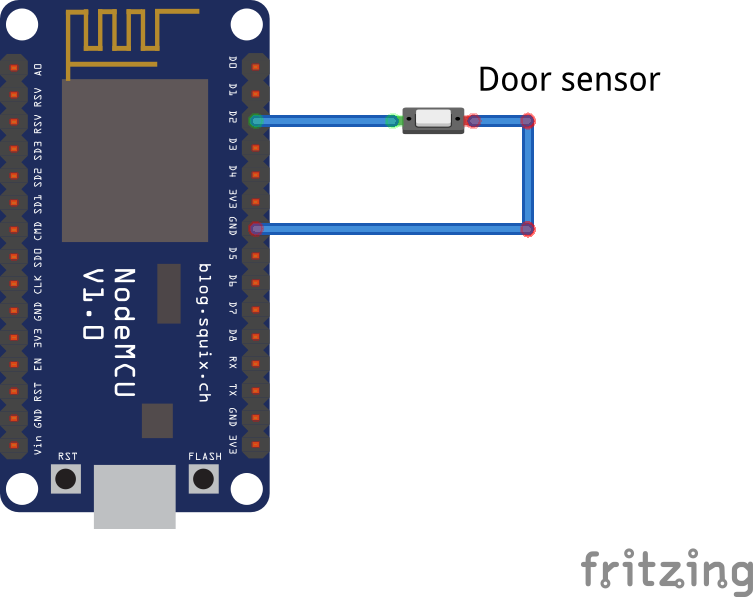 Door sensor
A0
RSV
RSV
SD3
SD2
SD1
CMD
SD0
CLK
GND
3V3
EN
RST
GND
Vin
D0
D1
D2
D3
D4
3V3
GND
D5
D6
D7
D8
RX
TX
GND
3V3
NodeMCU
V1.0
blog.squix.ch
RST
FLASH
fritzing